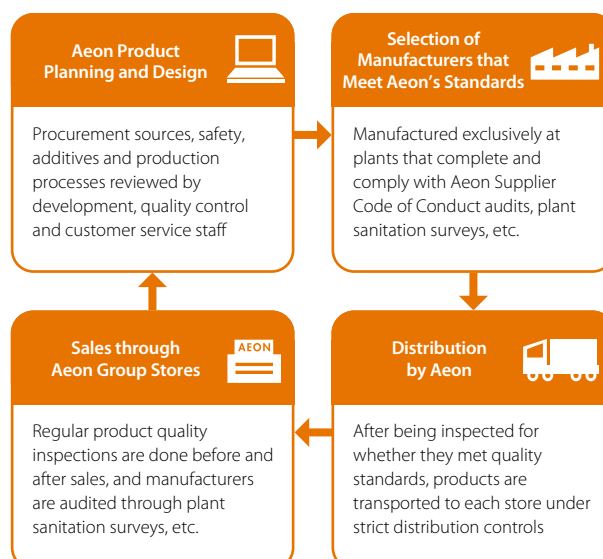 Aeon Product
Planning and Design
Procurement sources, safety,
additives and production
processes reviewed by
development, quality control
and customer service staff
Selection of
Manufacturers that
Meet Aeon's Standards
Manufactured exclusively at
plants that complete and
comply with Aeon Supplier
Code of Conduct audits, plant
sanitation surveys, etc.
Distribution
by Aeon
After being inspected for
whether they met quality
standards, products are
transported to each store under
strict distribution controls
Sales through
Aeon Group Stores
AEON
Regular product quality
inspections are done before and
after sales, and manufacturers
are audited through plant
sanitation surveys, etc.